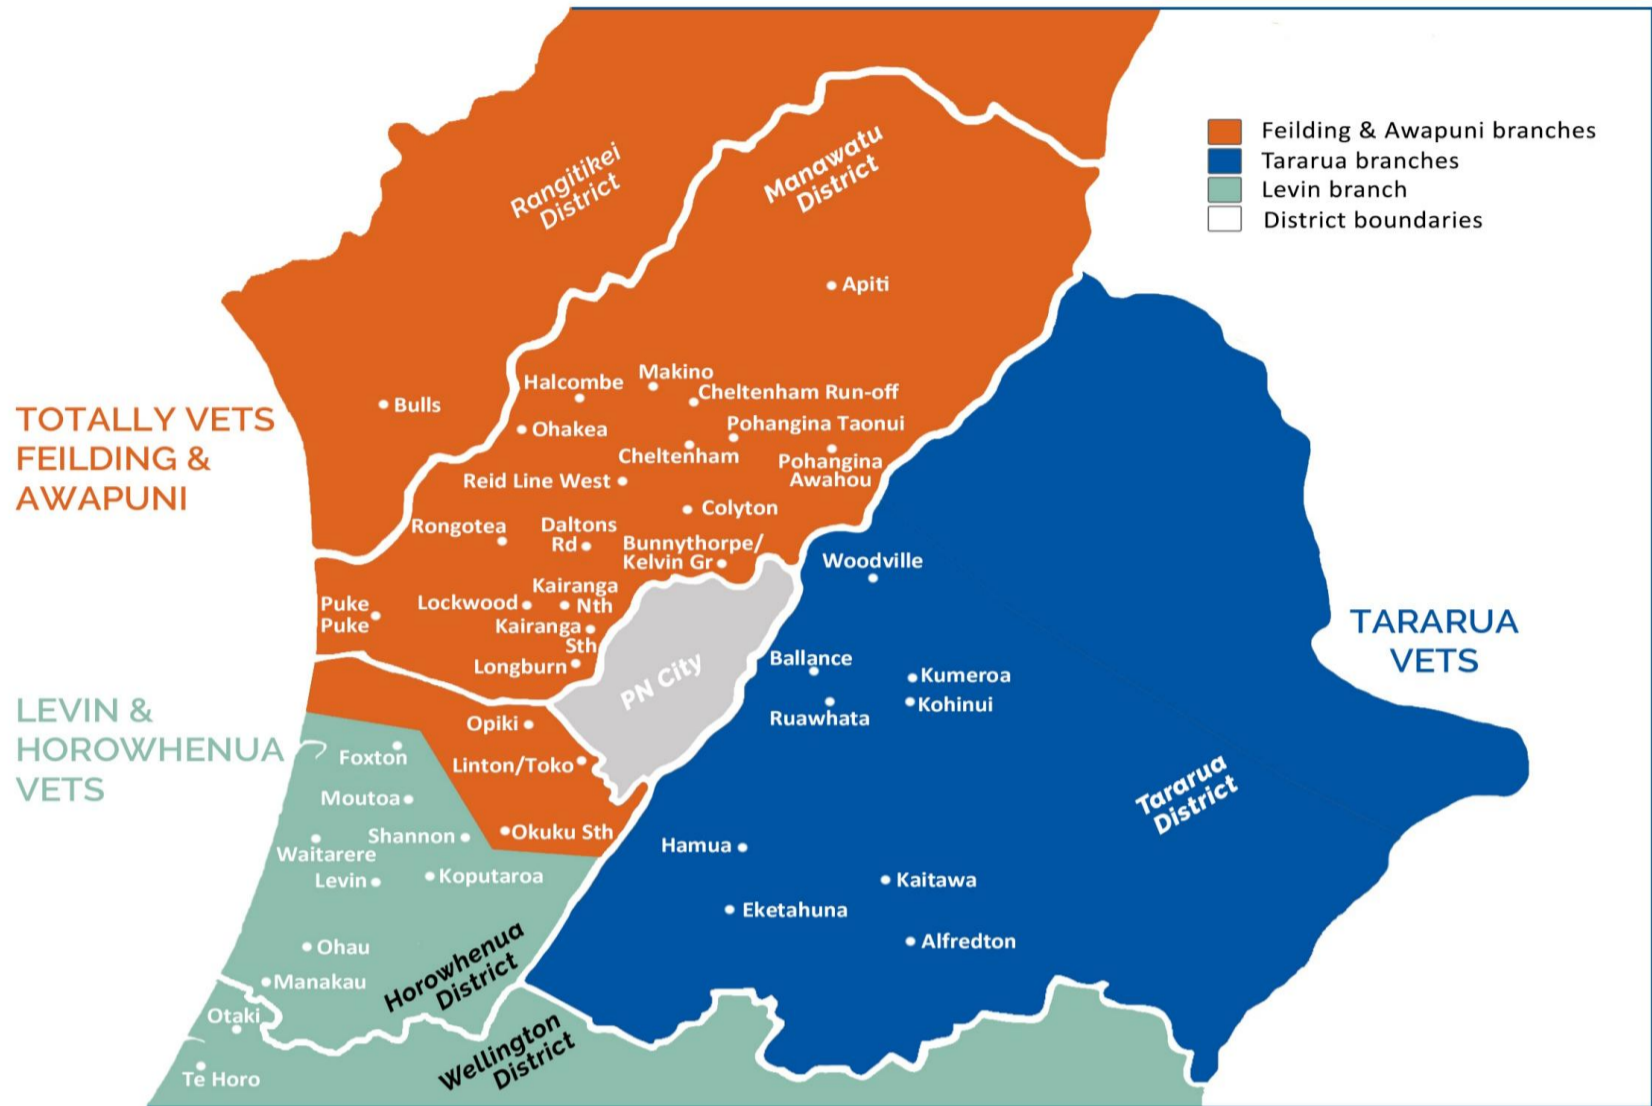 Feilding & Awapuni branches
Tararua branches
Levin branch
District boundaries
Rangitikei
District
Manawatu
District
Apiti
Bulls
Halcombe
Makino
Cheltenham Run-off
Ohakea
Pohangina Taonui
Cheltenham
Pohangina
Awahou
Reid Line West
Colyton
Rongotea
Daltons
Rd
Bunnythorpe/
Kelvin Gr
Kairanga
Nth
Lockwood
Puke
Puke
Kairanga
Sth
Longburn
PN City
Opiki
Linton/Toko
Okuku Sth
TOTALLY VETS
FEILDING &
AWAPUNI
LEVIN &
HOROWHENUA
VETS
Foxton
Moutoa
Shannon
Waitarere
Levin
Koputaroa
Ohau
Manakau
Otaki
Te Horo
Horowhenua
District
Wellington
District
Woodville
Ballance
Kumeroa
Kohinui
Ruawhata
Hamua
Kaitawa
Eketahuna
Alfredton
Tararua
District
TARARUA
VETS